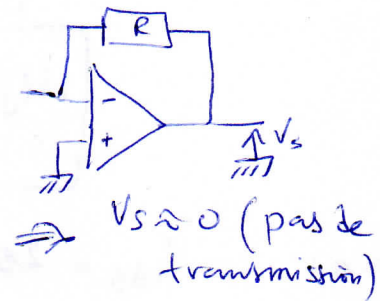 R
-
+
Vs
⇒ Vs ≈ 0 (pas de
transmission)